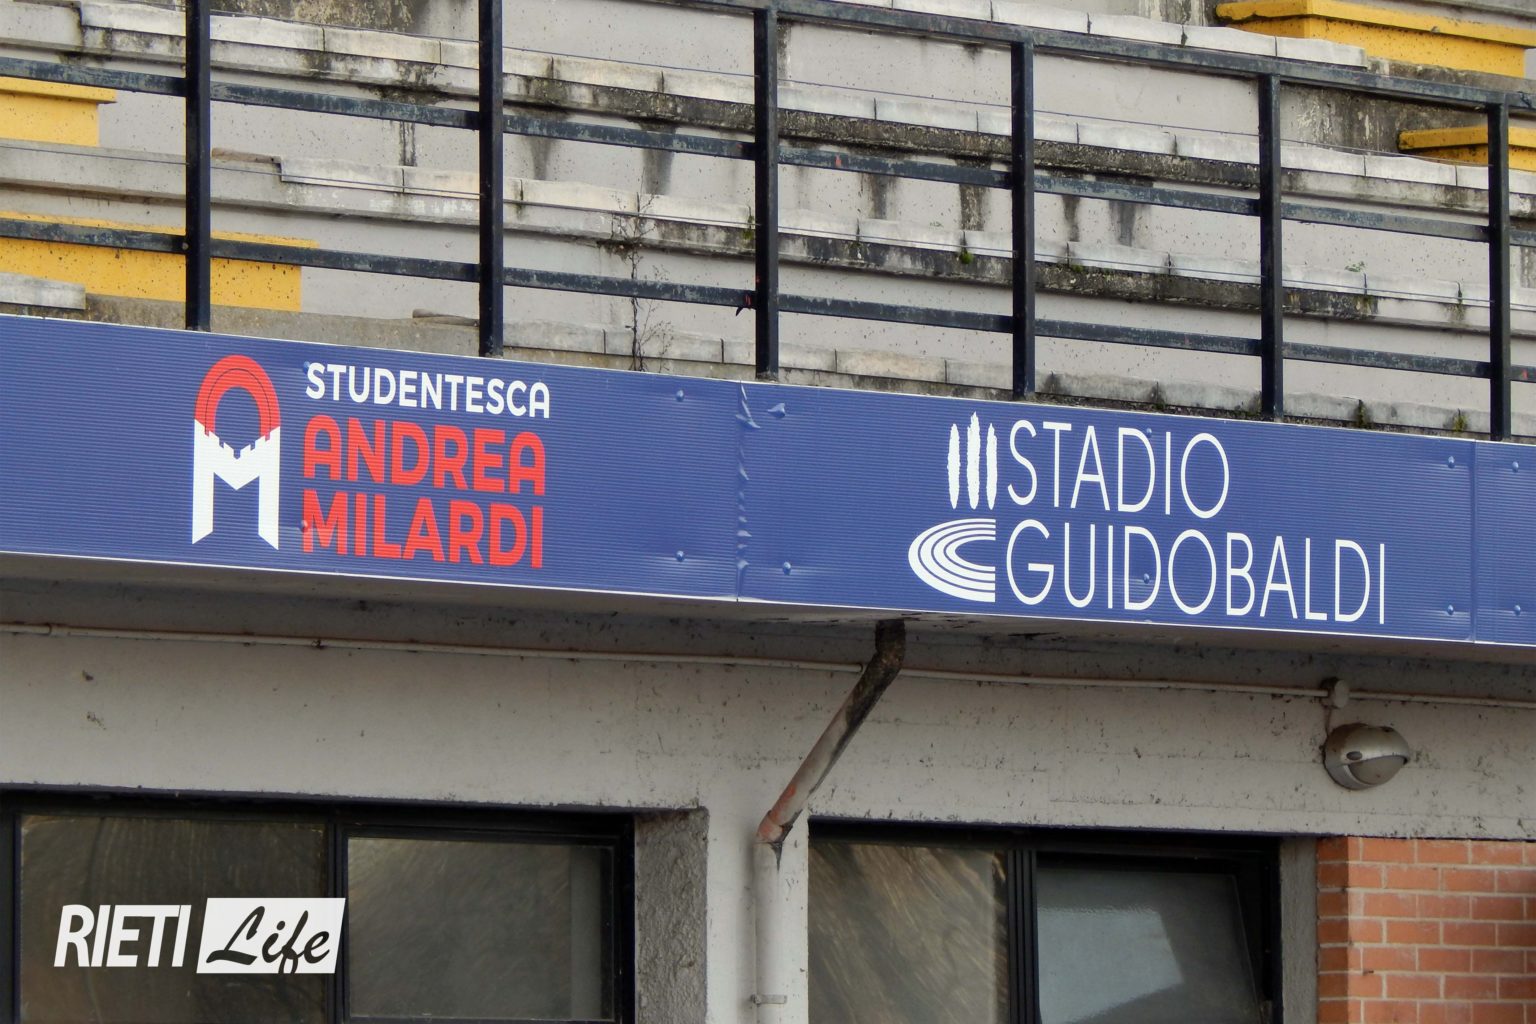 STUDENTESCA
ANDREA
MILARDI
STADIO
GUIDOBALDI
RIETI Life